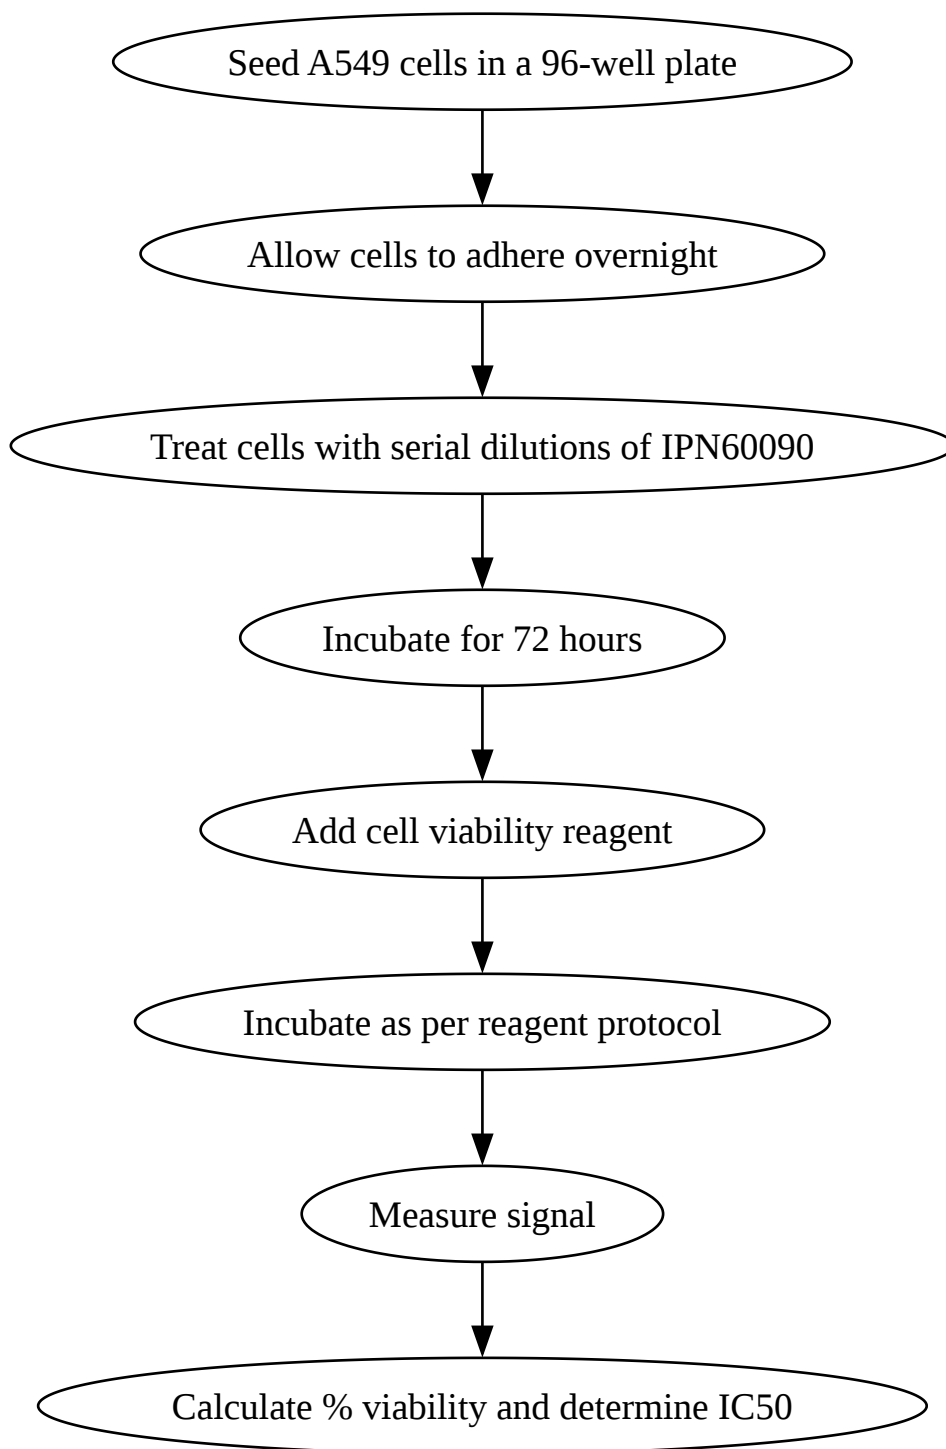 Seed A549 cells in a 96-well plate
Allow cells to adhere overnight
Treat cells with serial dilutions of IPN60090
Incubate for 72 hours
Add cell viability reagent
Incubate as per reagent protocol
Measure signal
Calculate % viability and determine IC50